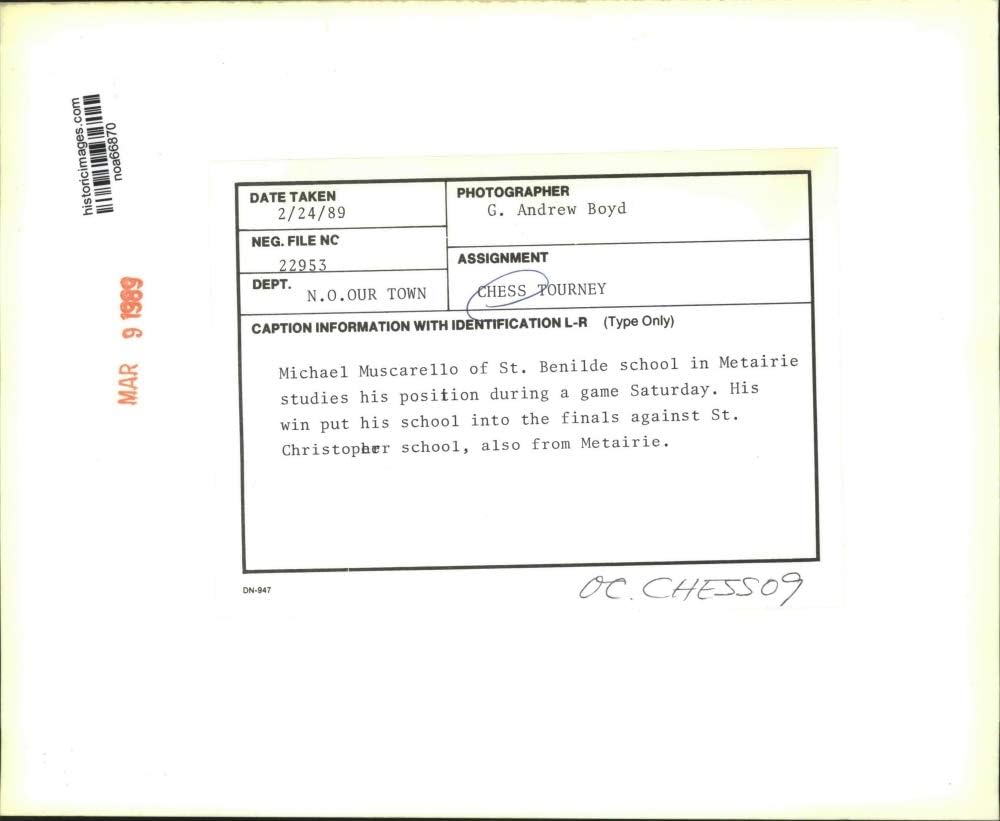 historicimages.com
noa66870
MAR 9 1989
DATE TAKEN
2/24/89
PHOTOGRAPHER
G. Andrew Boyd
NEG. FILE NO
22953
ASSIGNMENT
CHESS TOURNEY
DEPT.
N.O.OUR TOWN
CAPTION INFORMATION WITH IDENTIFICATION L-R (Type Only)
Michael Muscarello of St. Benilde school in Metairie
studies his position during a game Saturday. His
win put his school into the finals against St.
Christopherr school, also from Metairie.
DN-947
OC. CHESS09